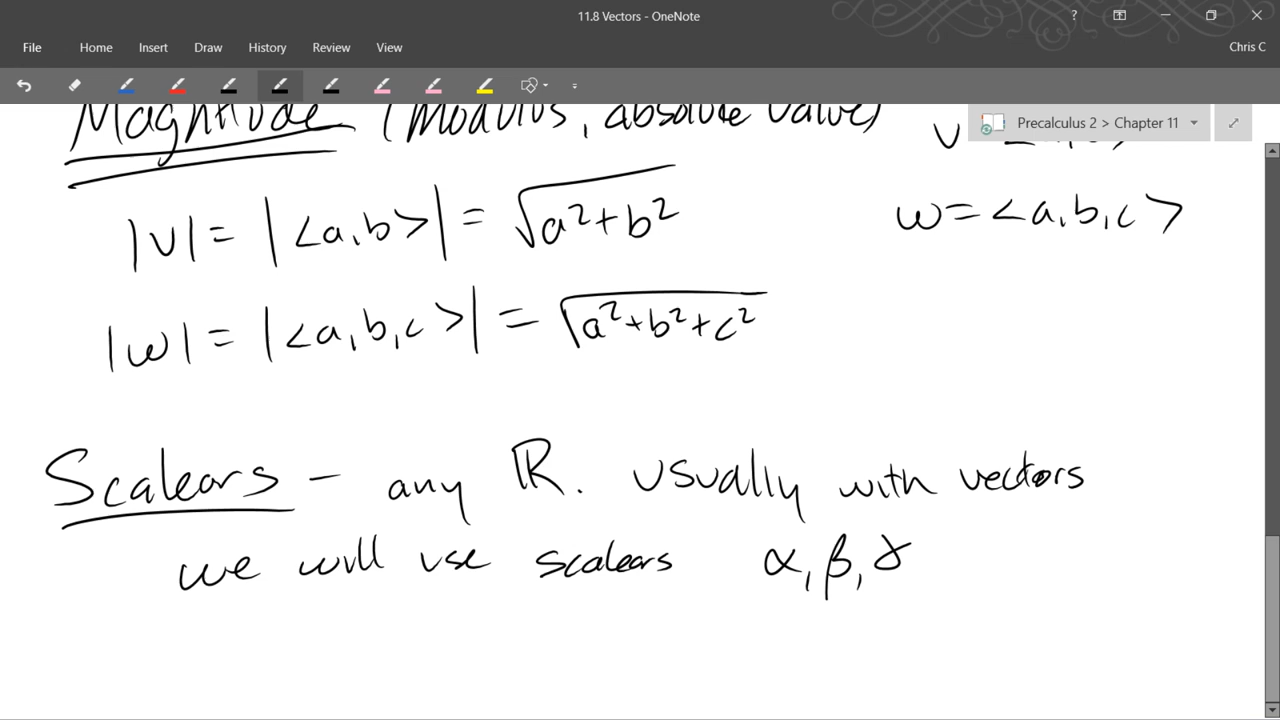 11.8 Vectors - OneNote
?
File Home Insert Draw History Review View
Chris C
Precalculus 2 > Chapter 11
Magnitude (modulus, absolute value)
|v| = |<a,b>| = √a²+b²
w = <a,b,c>
|w| = |<a,b,c>| = √a²+b²+c²
Scalears - any ℝ. usually with vectors
we will use scalears α, β, γ